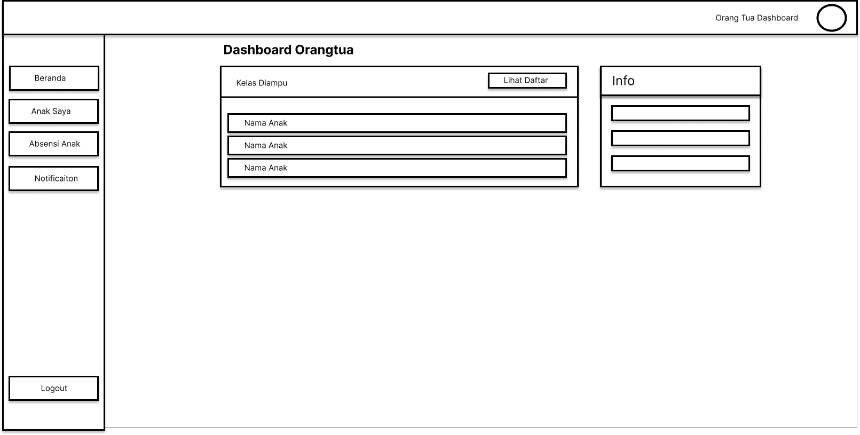 Orang Tua Dashboard
Dashboard Orangtua
Beranda
Anak Saya
Absensi Anak
Notificaiton
Logout
Kelas Diampu
Lihat Daftar
Nama Anak
Nama Anak
Nama Anak
Info